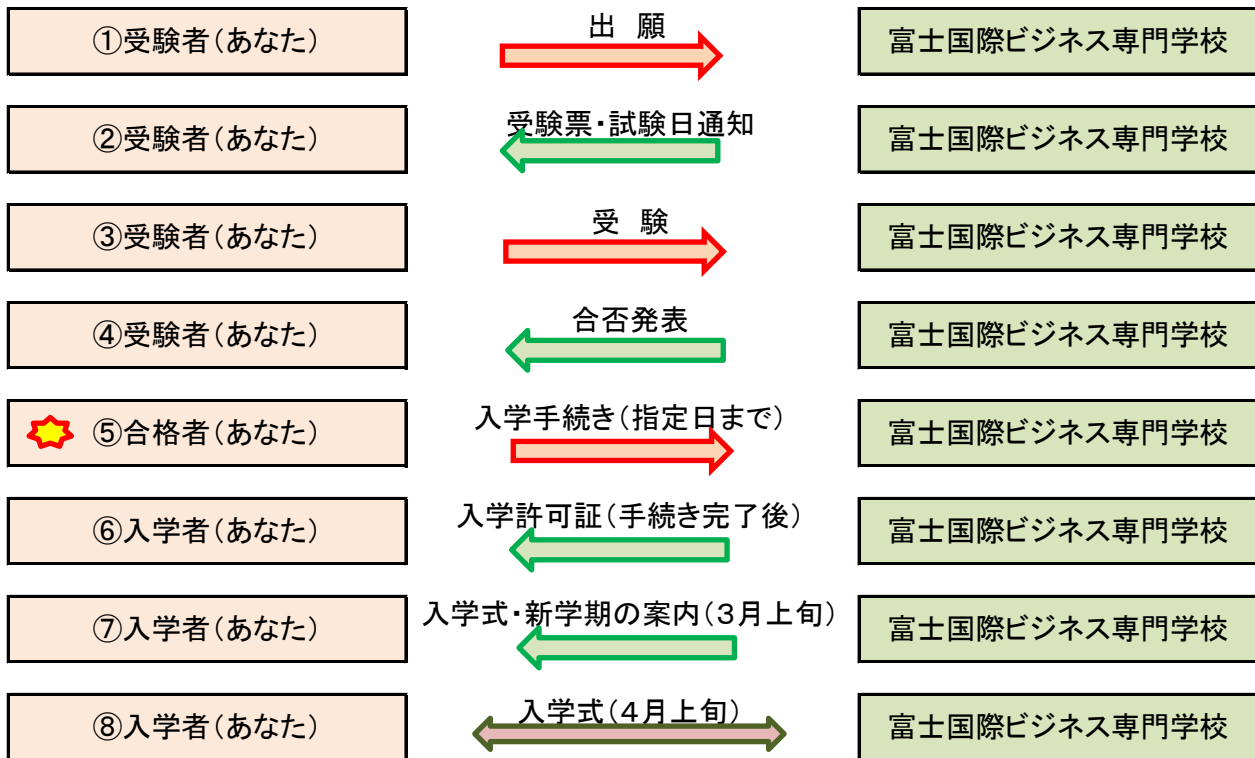 ①受験者(あなた) 出 願 富士国際ビジネス専門学校
②受験者(あなた) 受験票・試験日通知 富士国際ビジネス専門学校
③受験者(あなた) 受 験 富士国際ビジネス専門学校
④受験者(あなた) 合否発表 富士国際ビジネス専門学校
⑤合格者(あなた) 入学手続き(指定日まで) 富士国際ビジネス専門学校
⑥入学者(あなた) 入学許可証(手続き完了後) 富士国際ビジネス専門学校
⑦入学者(あなた) 入学式・新学期の案内(3月上旬) 富士国際ビジネス専門学校
⑧入学者(あなた) 入学式(4月上旬) 富士国際ビジネス専門学校